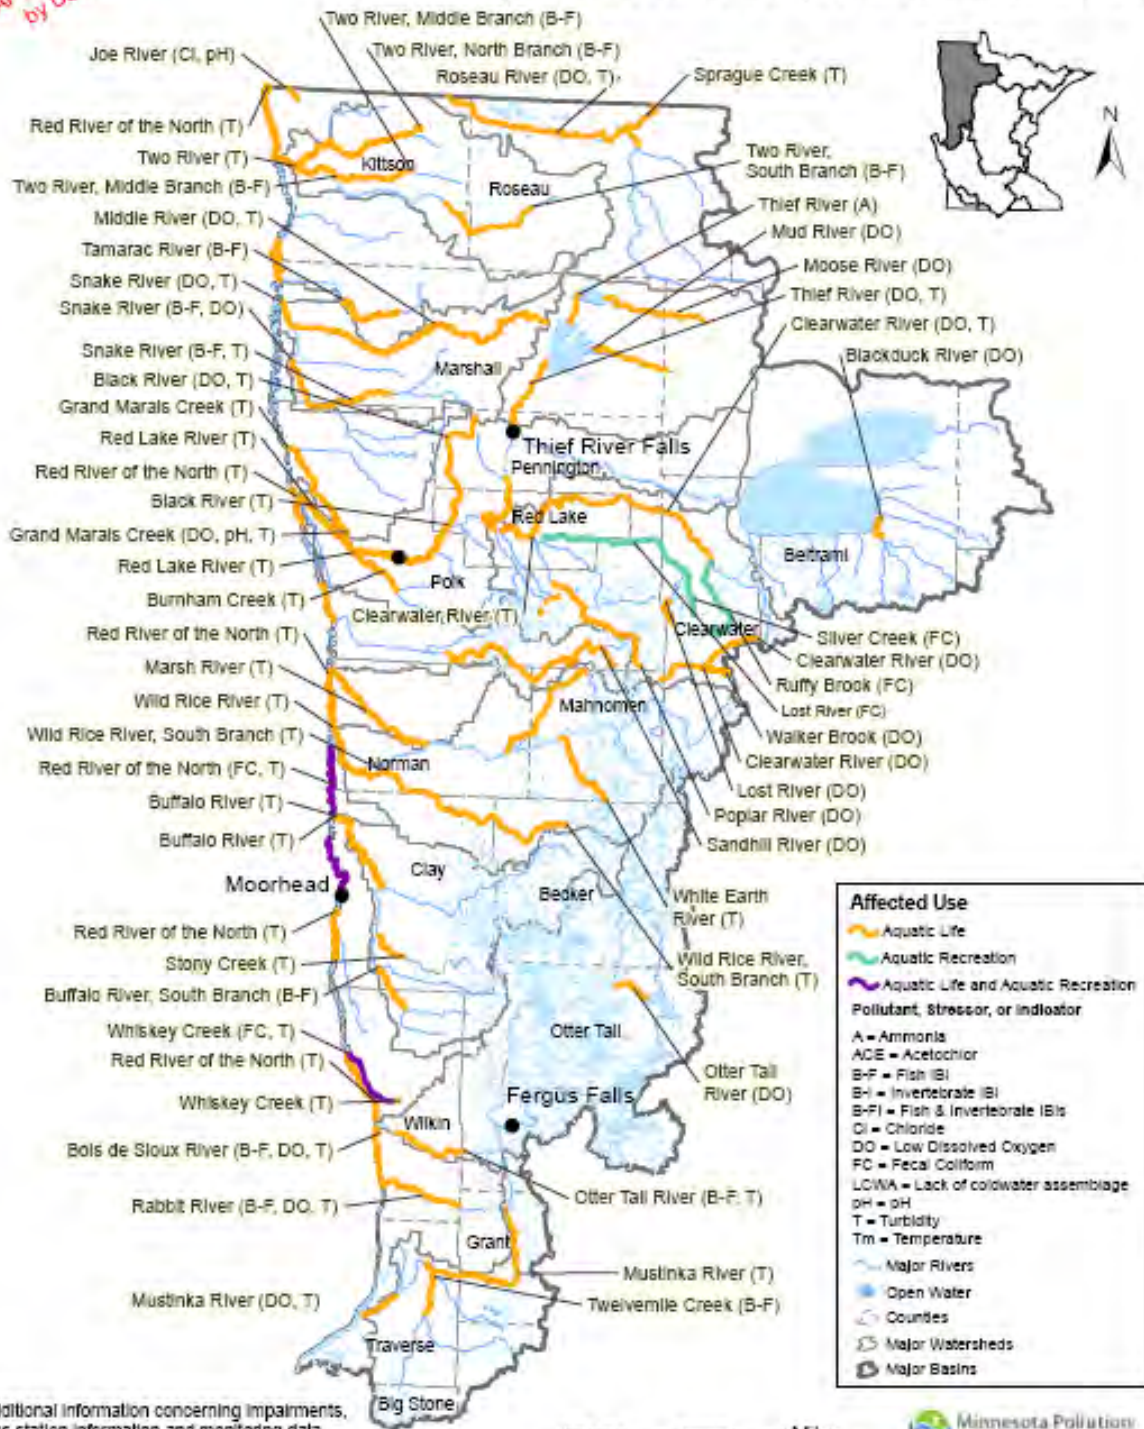 by
Two River, Middle Branch (B-F)
Two River, North Branch (B-F)
Joe River (Cl, pH)
Roseau River (DO, T)
Sprague Creek (T)
N
Red River of the North (T)
Two River (T)
Two River, Middle Branch (B-F)
Kittson
Roseau
Two River,
South Branch (B-F)
Middle River (DO, T)
Thief River (A)
Tamarac River (B-F)
Mud River (DO)
Snake River (DO, T)
Moose River (DO)
Snake River (B-F, DO)
Thief River (DO, T)
Clearwater River (DO, T)
Snake River (B-F, T)
Blackduck River (DO)
Black River (DO, T)
Marshall
Grand Marais Creek (T)
Red Lake River (T)
Thief River Falls
Red River of the North (T)
Pennington
Black River (T)
Red Lake
Grand Marais Creek (DO, pH, T)
Beltrami
Red Lake River (T)
Polk
Burnham Creek (T)
Clearwater River (T)
Red River of the North (T)
Clearwater
Silver Creek (FC)
Marsh River (T)
Clearwater River (DO)
Ruffy Brook (FC)
Wild Rice River (T)
Mahnomen
Lost River (FC)
Wild Rice River, South Branch (T)
Walker Brook (DO)
Norman
Clearwater River (DO)
Red River of the North (FC, T)
Lost River (DO)
Buffalo River (T)
Poplar River (DO)
Buffalo River (T)
Sandhill River (DO)
Clay
Moorhead
Becker
White Earth
River (T)
Red River of the North (T)
Stony Creek (T)
Wild Rice River,
South Branch (T)
Buffalo River, South Branch (B-F)
Whiskey Creek (FC, T)
Otter Tail
Red River of the North (T)
Otter Tail
River (DO)
Whiskey Creek (T)
Fergus Falls
Wilkin
Bois de Sioux River (B-F, DO, T)
Otter Tail River (B-F, T)
Rabbit River (B-F, DO, T)
Grant
Mustinka River (T)
Mustinka River (DO, T)
Twelvemile Creek (B-F)
Traverse
Big Stone
Affected Use
Aquatic Life
Aquatic Recreation
Aquatic Life and Aquatic Recreation
Pollutant, Stressor, or Indicator
A = Ammonia
ACE = Acetochlor
B-F = Fish IBI
B-I = Invertebrate IBI
B-FI = Fish & Invertebrate IBIs
Cl = Chloride
DO = Low Dissolved Oxygen
FC = Fecal Coliform
LCWA = Lack of coldwater assemblage
pH = pH
T = Turbidity
Tm = Temperature
Major Rivers
Open Water
Counties
Major Watersheds
Major Basins
ditional information concerning impairments,
station information and monitoring data
Minnesota Pollution